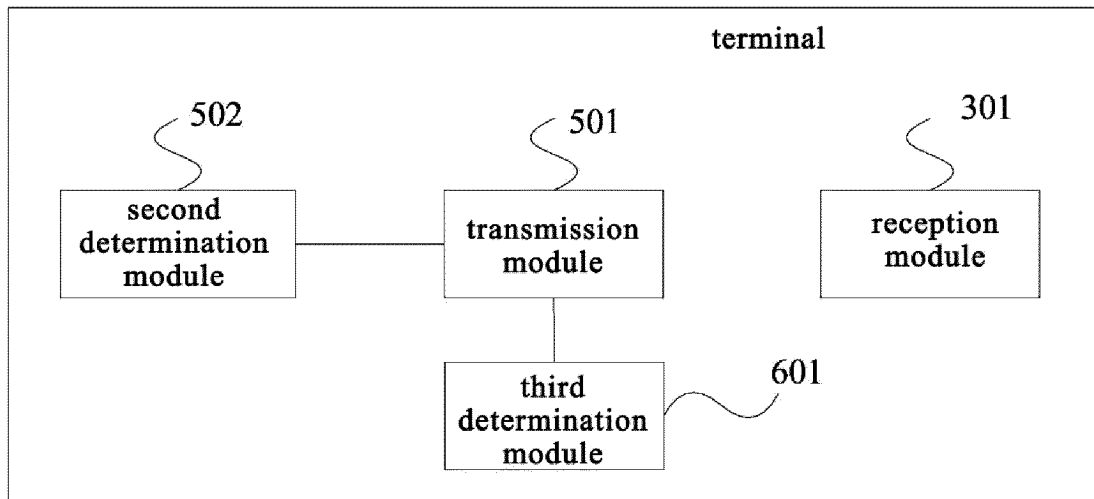 terminal
502
501
301
second
determination
module
transmission
module
reception
module
third
determination
module
601